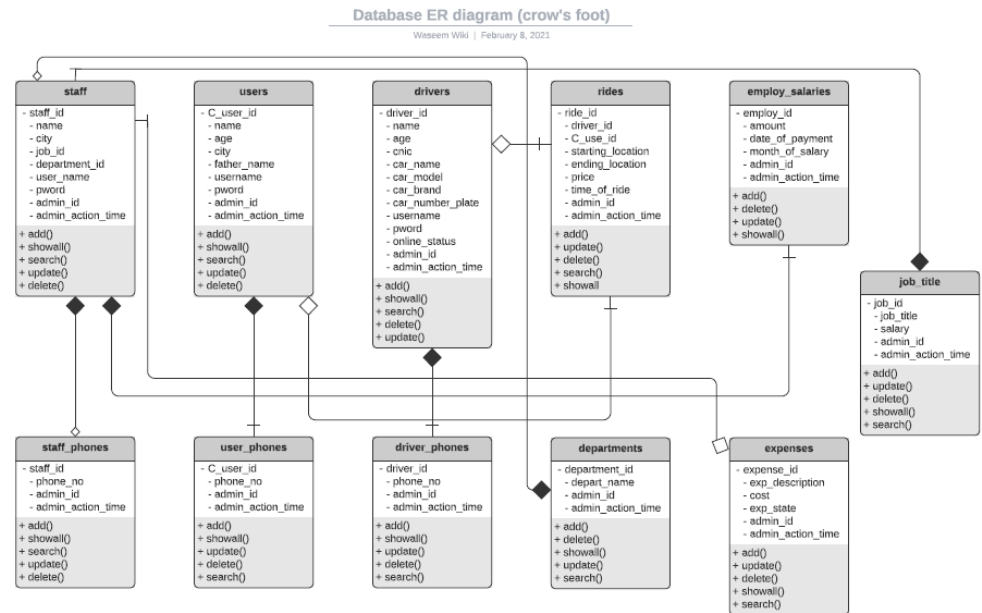 Database ER diagram (crow's foot)
Waseem Wiki | February 8, 2021
staff
- staff_id
- name
- city
- job_id
- department_id
- user_name
- pword
- admin_id
- admin_action_time
+ add()
+ showall()
+ search()
+ update()
+ delete()
users
- C_user_id
- name
- age
- city
- father_name
- username
- pword
- admin_id
- admin_action_time
+ add()
+ showall()
+ search()
+ update()
+ delete()
drivers
- driver_id
- name
- age
- cnic
- car_name
- car_model
- car_brand
- car_number_plate
- username
- pword
- online_status
- admin_id
- admin_action_time
+ add()
+ showall()
+ search()
+ delete()
+ update()
rides
- ride_id
- driver_id
- C_use_id
- starting_location
- ending_location
- price
- time_of_ride
- admin_id
- admin_action_time
+ add()
+ update()
+ delete()
+ search()
+ showall
employ_salaries
- employ_id
- amount
- date_of_payment
- month_of_salary
- admin_id
- admin_action_time
+ add()
+ delete()
+ update()
+ showall()
job_title
- job_id
- job_title
- salary
- admin_id
- admin_action_time
+ add()
+ update()
+ delete()
+ showall()
+ search()
staff_phones
- staff_id
- phone_no
- admin_id
- admin_action_time
+ add()
+ showall()
+ search()
+ update()
+ delete()
user_phones
- C_user_id
- phone_no
- admin_id
- admin_action_time
+ add()
+ showall()
+ update()
+ delete()
+ search()
driver_phones
- driver_id
- phone_no
- admin_id
- admin_action_time
+ add()
+ showall()
+ update()
+ delete()
+ search()
departments
- department_id
- depart_name
- admin_id
- admin_action_time
+ add()
+ delete()
+ showall()
+ update()
+ search()
expenses
- expense_id
- exp_description
- cost
- exp_state
- admin_id
- admin_action_time
+ add()
+ update()
+ delete()
+ showall()
+ search()